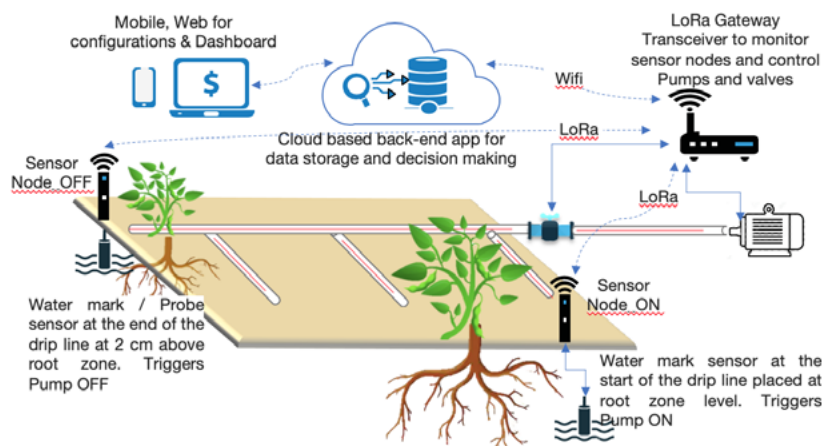 Mobile, Web for
configurations & Dashboard
$
LoRa Gateway
Transceiver to monitor
sensor nodes and control
Pumps and valves
Wifi
Cloud based back-end app for
data storage and decision making
LoRa
LoRa
Sensor
Node_OFF
Water mark / Probe
sensor at the end of the
drip line at 2 cm above
root zone. Triggers
Pump OFF
Sensor
Node_ON
Water mark sensor at the
start of the drip line placed at
root zone level. Triggers
Pump ON